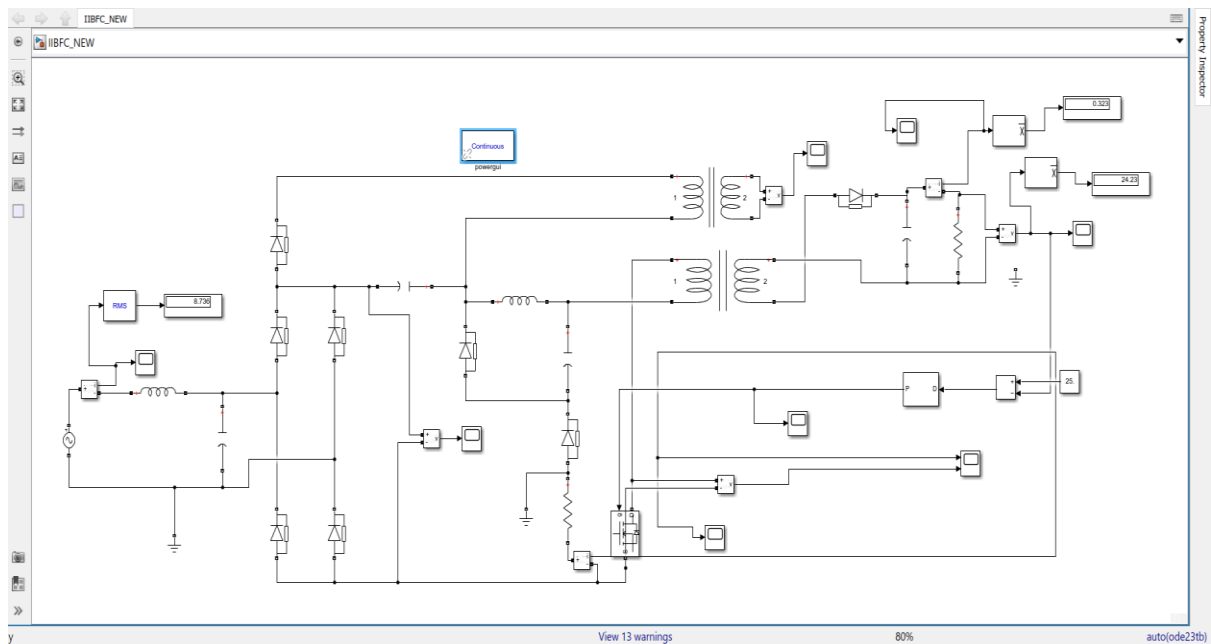 IIBFC_NEW
IIBFC_NEW
Property Inspector
Continuous
powergui
0.323
24.23
1
2
v
v
1
2
RMS
8.736
v
P
D
25.
v
g
D
S
View 13 warnings
80%
auto(ode23tb)